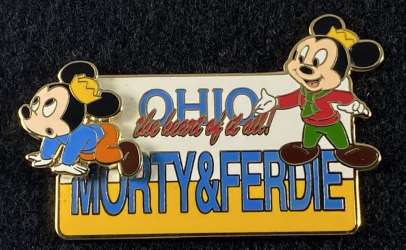 OHIO
the heart of it all!
MORTY&FERDIE